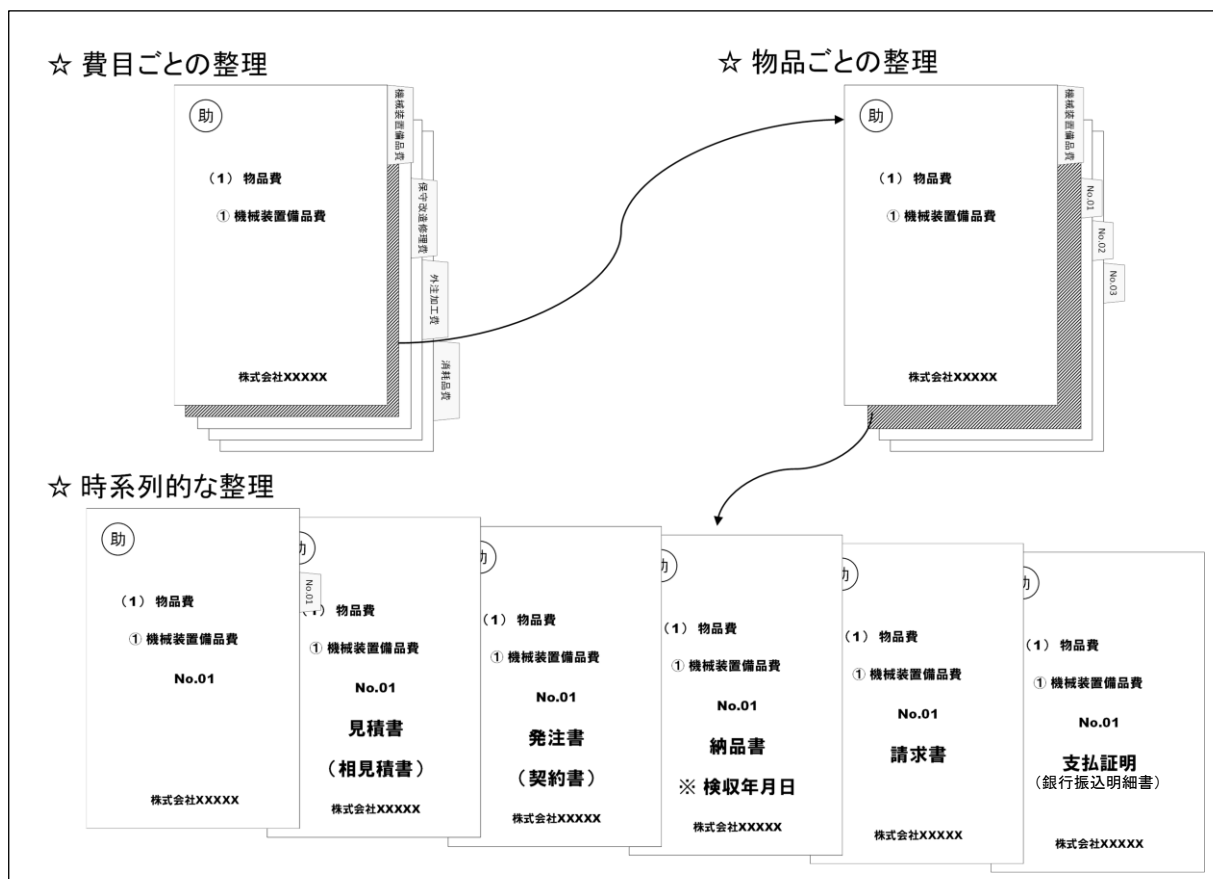 ☆ 費目ごとの整理
助
（1） 物品費
① 機械装置備品費
株式会社XXXXX
機械装置備品費
保守改造修理費
外注加工費
消耗品費
☆ 物品ごとの整理
助
（1） 物品費
① 機械装置備品費
株式会社XXXXX
機械装置備品費
No.01
No.02
No.03
☆ 時系列的な整理
助
（1） 物品費
① 機械装置備品費
No.01
株式会社XXXXX
No.01
助
（1） 物品費
① 機械装置備品費
No.01
見積書
（相見積書）
株式会社XXXXX
助
（1） 物品費
① 機械装置備品費
No.01
発注書
（契約書）
株式会社XXXXX
助
（1） 物品費
① 機械装置備品費
No.01
納品書
※ 検収年月日
株式会社XXXXX
助
（1） 物品費
① 機械装置備品費
No.01
請求書
株式会社XXXXX
助
（1） 物品費
① 機械装置備品費
No.01
支払証明
（銀行振込明細書）
株式会社XXXXX